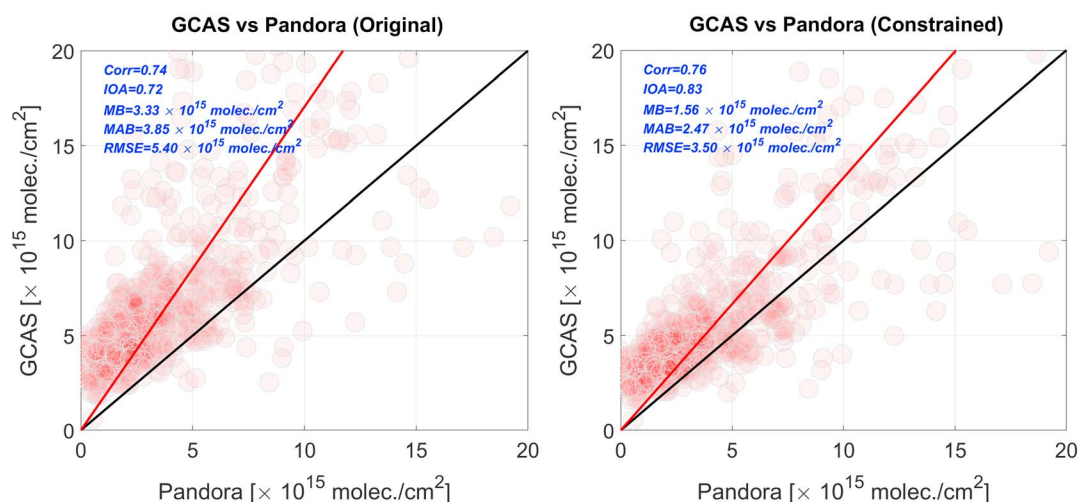 GCAS vs Pandora (Original)
Corr=0.74
IOA=0.72
MB=3.33 × 10^15 molec./cm^2
MAB=3.85 × 10^15 molec./cm^2
RMSE=5.40 × 10^15 molec./cm^2
20
15
10
5
0
GCAS [× 10^15 molec./cm^2]
0 5 10 15 20
Pandora [× 10^15 molec./cm^2]
GCAS vs Pandora (Constrained)
Corr=0.76
IOA=0.83
MB=1.56 × 10^15 molec./cm^2
MAB=2.47 × 10^15 molec./cm^2
RMSE=3.50 × 10^15 molec./cm^2
20
15
10
5
0
GCAS [× 10^15 molec./cm^2]
0 5 10 15 20
Pandora [× 10^15 molec./cm^2]